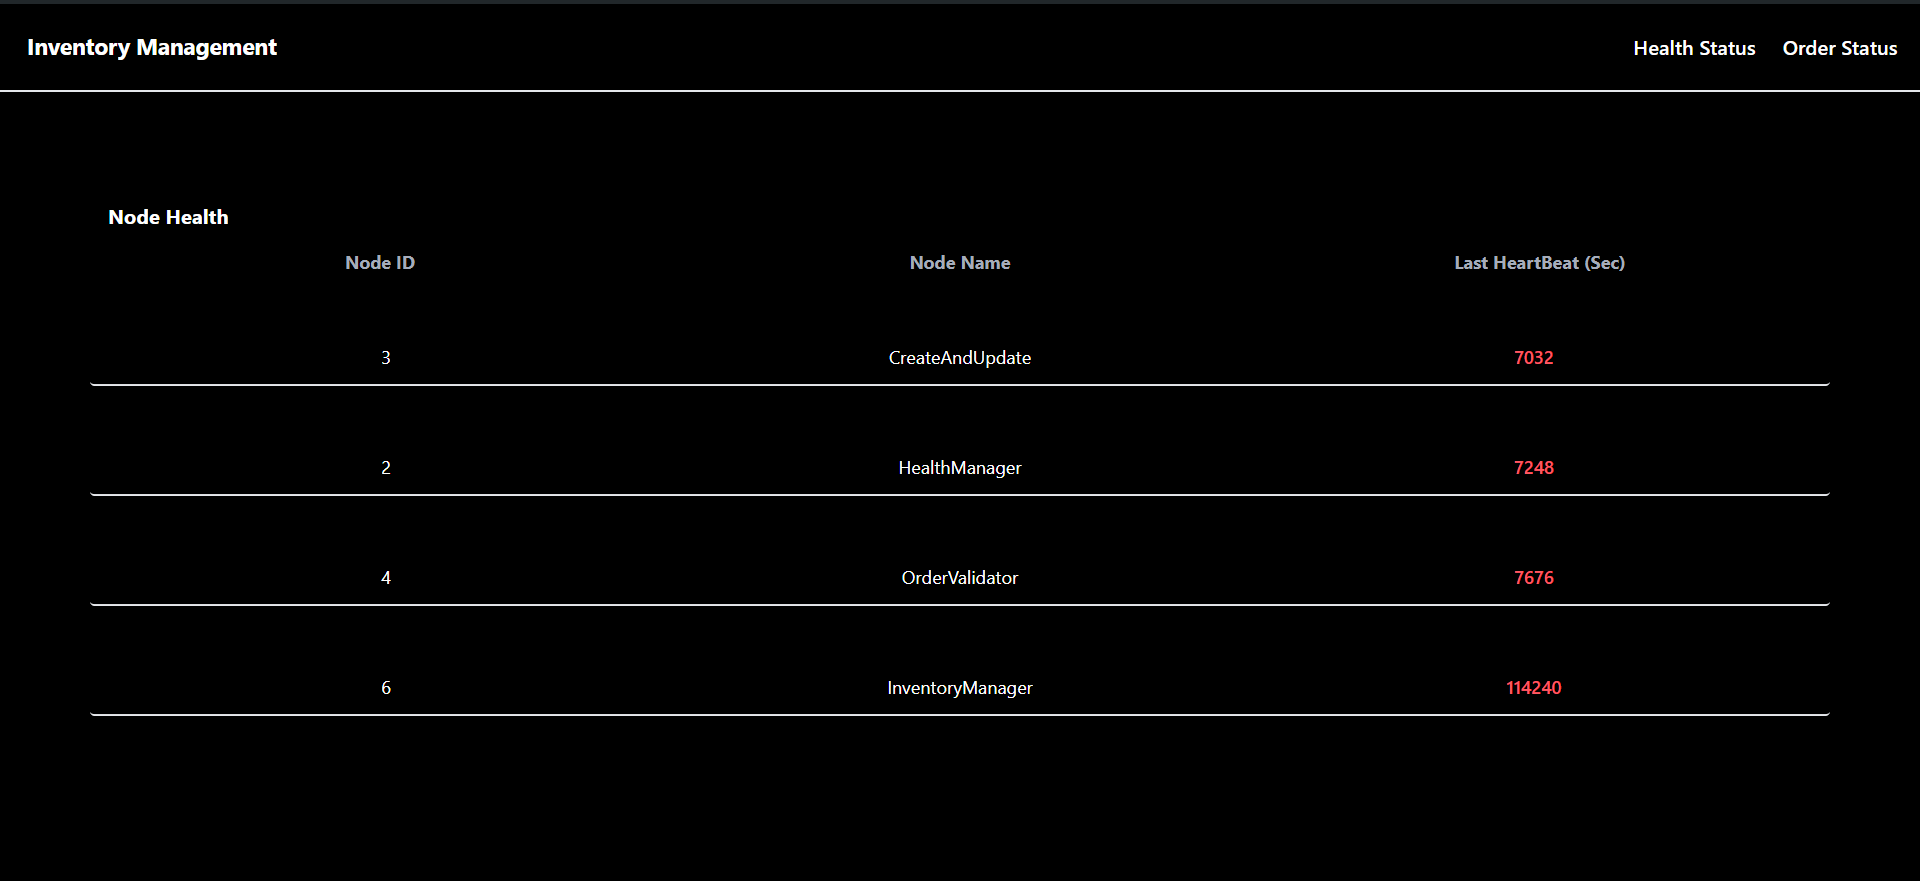 Inventory Management Health Status Order Status
Node Health
Node ID Node Name Last HeartBeat (Sec)
3 CreateAndUpdate 7032
2 HealthManager 7248
4 OrderValidator 7676
6 InventoryManager 114240